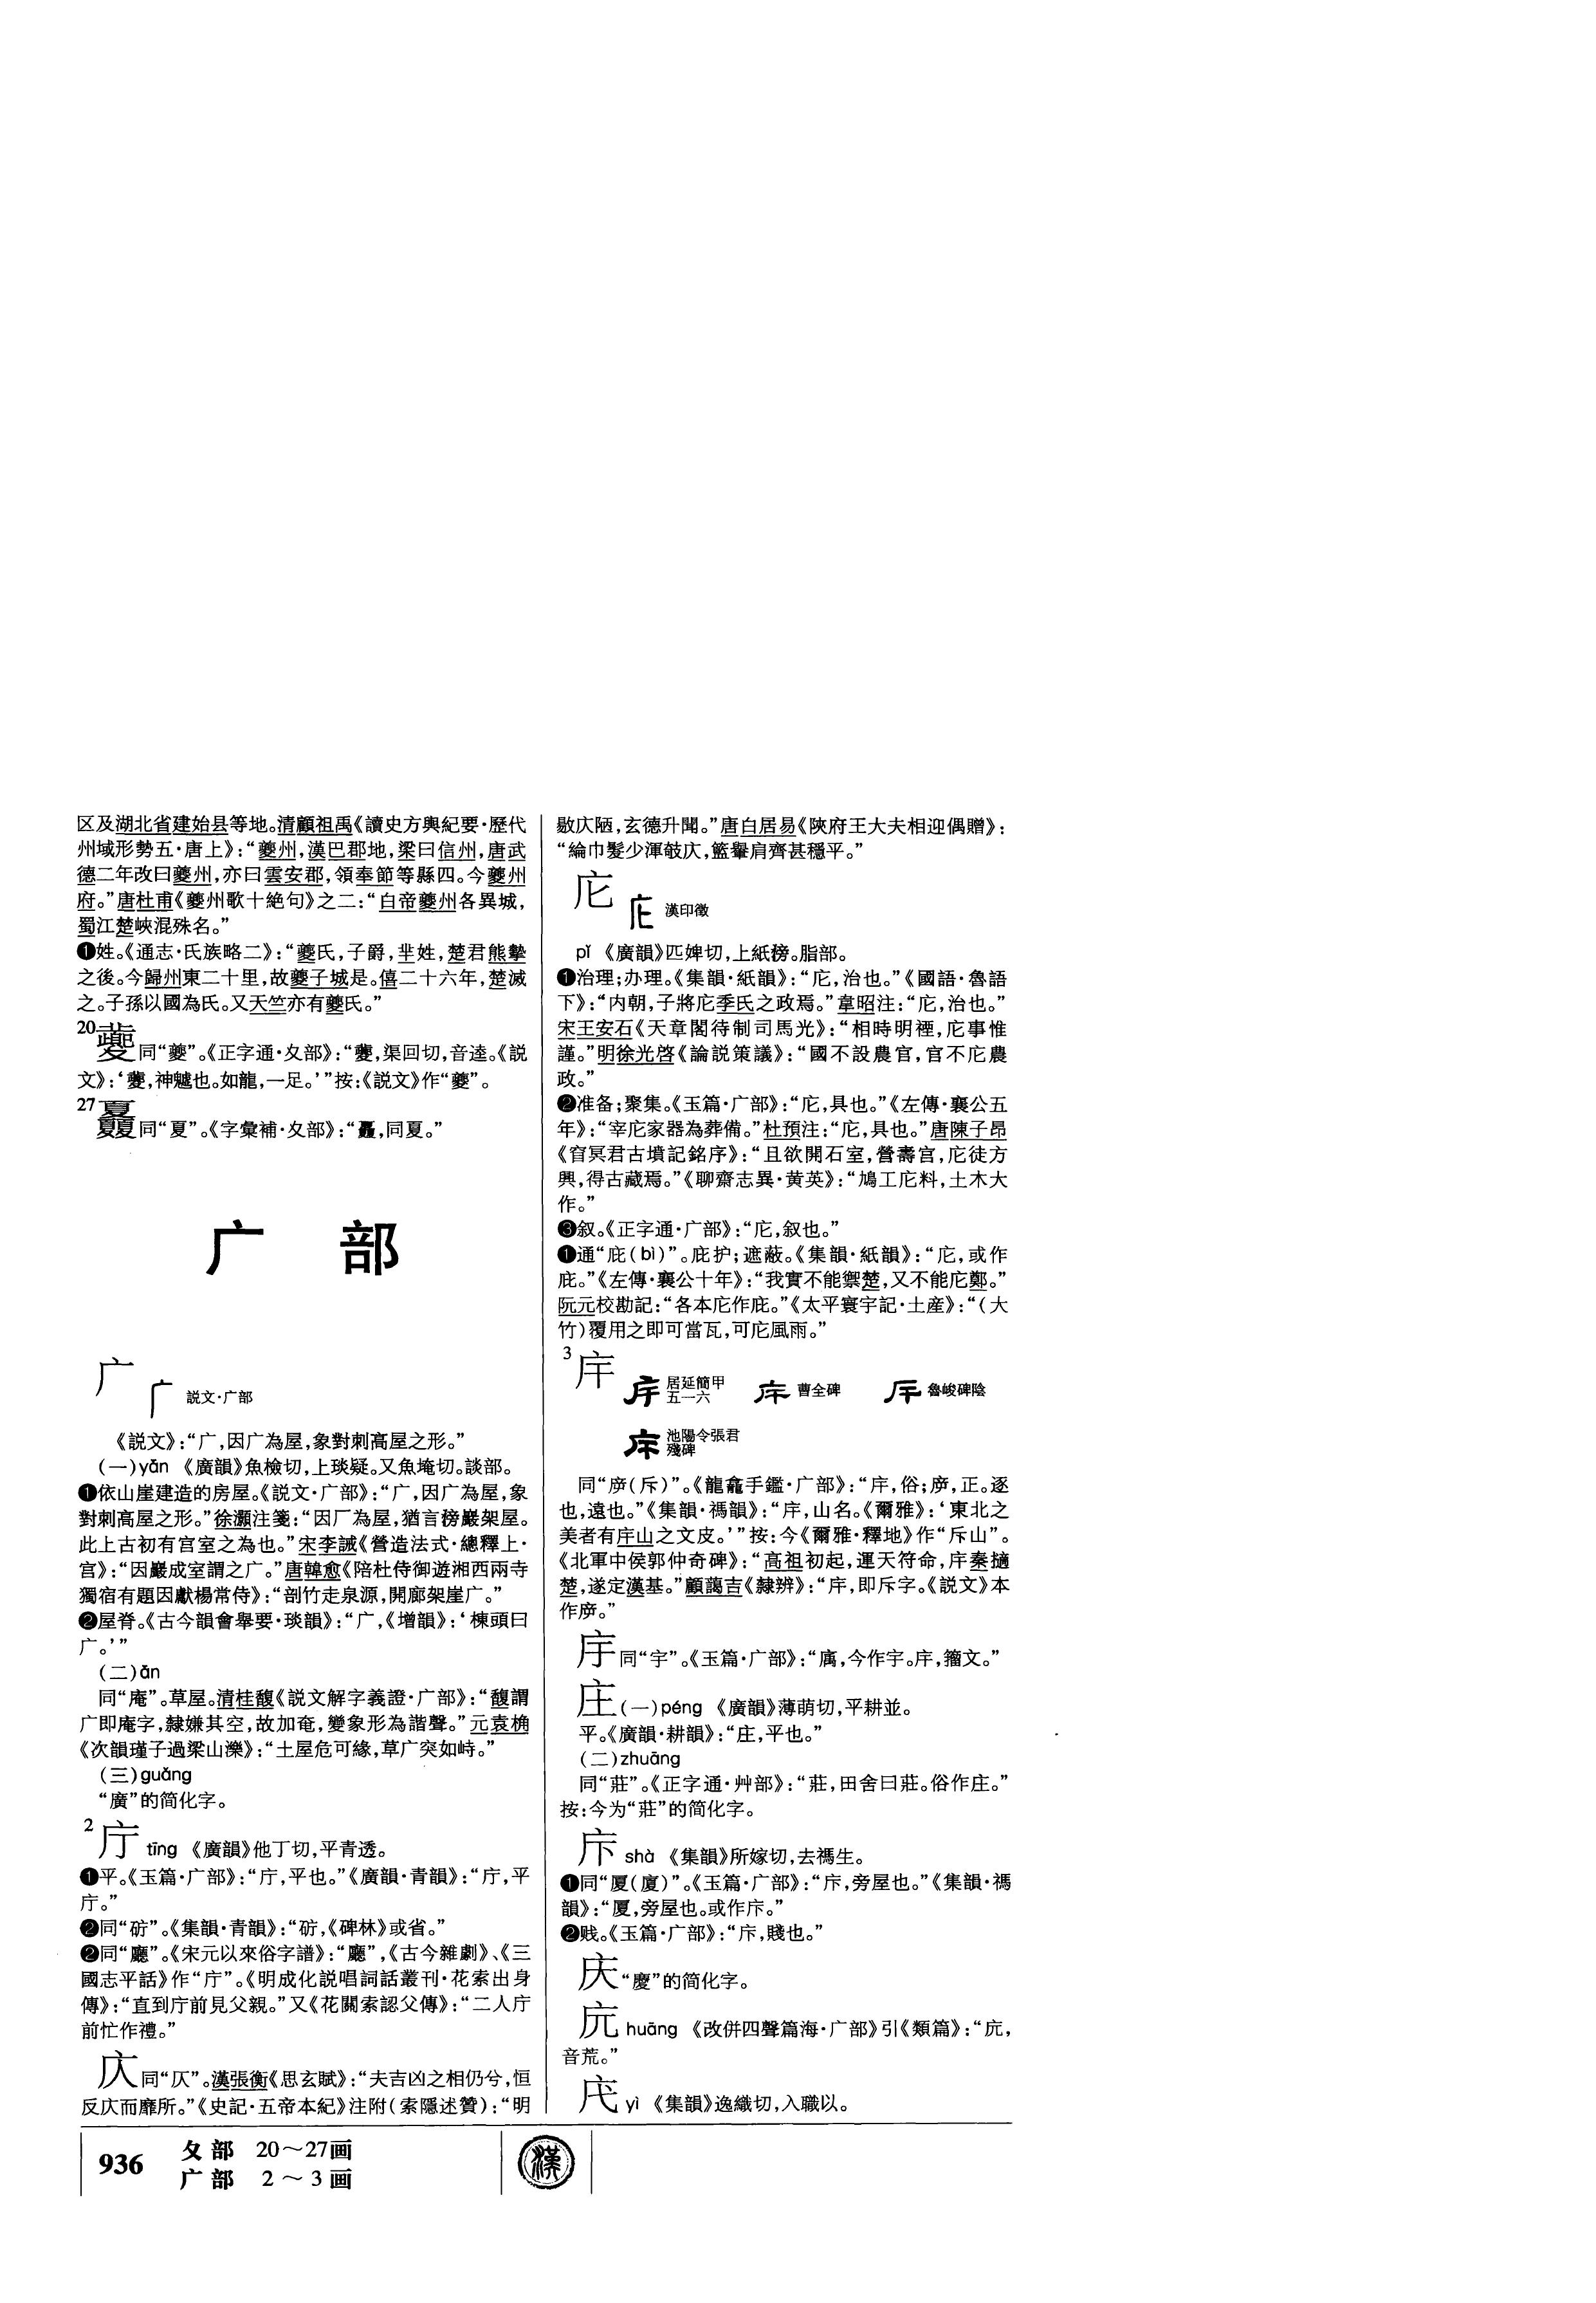 区及湖北省建始县等地。清顧祖禹《讀史方輿紀要·歷代
州域形勢五·唐上》：“夔州，漢巴郡地，梁曰信州，唐武
德二年改曰夔州，亦曰雲安郡，領奉節等縣四。今夔州
府。”唐杜甫《夔州歌十絶句》之二：“白帝夔州各異城，
蜀江楚峽混殊名。”
❶姓。《通志·氏族略二》：“夔氏，子爵，芈姓，楚君熊摯
之後。今歸州東二十里，故夔子城是。僖二十六年，楚滅
之。子孫以國為氏。又天竺亦有夔氏。”
20
同“夔”。《正字通·夊部》：“，渠回切，音逵。《説
文》：‘，神魖也。如龍，一足。’”按：《説文》作“夔”。
27
同“夏”。《字彙補·夊部》：“，同夏。”
广 部
广 説文·广部
《説文》：“广，因广為屋，象對刺高屋之形。”
(一)yǎn 《廣韻》魚檢切，上琰疑。又魚埯切。談部。
❶依山崖建造的房屋。《説文·广部》：“广，因广為屋，象
對刺高屋之形。”徐灝注箋：“因厂為屋，猶言傍巖架屋。
此上古初有宫室之為也。”宋李誡《營造法式·總釋上·
宫》：“因巖成室謂之广。”唐韓愈《陪杜侍御遊湘西兩寺
獨宿有題因獻楊常侍》：“剖竹走泉源，開廊架崖广。”
❷屋脊。《古今韻會舉要·琰韻》：“广，《增韻》：‘棟頭曰
广。’”
(二)ān
同“庵”。草屋。清桂馥《説文解字義證·广部》：“馥謂
广即庵字，隸嫌其空，故加奄，變象形為諧聲。”元袁桷
《次韻瑾子過梁山濼》：“土屋危可緣，草广突如峙。”
(三)guǎng
“廣”的简化字。
2 庁 tīng 《廣韻》他丁切，平青透。
❶平。《玉篇·广部》：“庁，平也。”《廣韻·青韻》：“庁，平
庁。”
❷同“”。《集韻·青韻》：“，《碑林》或省。”
❷同“廳”。《宋元以來俗字譜》：“廳”，《古今雜劇》、《三
國志平話》作“庁”。《明成化説唱詞話叢刊·花索出身
傳》：“直到庁前見父親。”又《花關索認父傳》：“二人庁
前忙作禮。”
庂 同“仄”。漢張衡《思玄賦》：“夫吉凶之相仍兮，恒
反庂而靡所。”《史記·五帝本紀》注附(索隱述贊)：“明
敭庂陋，玄德升聞。”唐白居易《陝府王大夫相迎偶贈》：
“綸巾髮少渾攲庂，籃轝肩齊甚穩平。”
庀 漢印徵
pǐ 《廣韻》匹婢切，上紙滂。脂部。
❶治理；办理。《集韻·紙韻》：“庀，治也。”《國語·魯語
下》：“内朝，子將庀季氏之政焉。”韋昭注：“庀，治也。”
宋王安石《天章閣待制司馬光》：“相時明禋，庀事惟
謹。”明徐光啓《論説策議》：“國不設農官，官不庀農
政。”
❷准备；聚集。《玉篇·广部》：“庀，具也。”《左傳·襄公五
年》：“宰庀家器為葬備。”杜預注：“庀，具也。”唐陳子昂
《窅冥君古墳記銘序》：“且欲開石室，營壽宫，庀徒方
興，得古藏焉。”《聊齋志異·黄英》：“鳩工庀料，土木大
作。”
❸叙。《正字通·广部》：“庀，叙也。”
❶通“庇(bì)”。庇护；遮蔽。《集韻·紙韻》：“庀，或作
庇。”《左傳·襄公十年》：“我實不能禦楚，又不能庀鄭。”
阮元校勘記：“各本庀作庇。”《太平寰宇記·土産》：“(大
竹)覆用之即可當瓦，可庀風雨。”
3 庍
居延簡甲
五一六 曹全碑 魯峻碑陰
池陽令張君
殘碑
同“㡿(斥)”。《龍龕手鑑·广部》：“，俗；㡿，正。逐
也，遠也。”《集韻·禡韻》：“，山名。《爾雅》：‘東北之
美者有山之文皮。’”按：今《爾雅·釋地》作“斥山”。
《北軍中侯郭仲奇碑》：“高祖初起，運天符命，秦擿
楚，遂定漢基。”顧藹吉《隸辨》：“，即斥字。《説文》本
作㡿。”
同“宇”。《玉篇·广部》：“，今作宇。，籀文。”
庄 (一)péng 《廣韻》薄萌切，平耕並。
平。《廣韻·耕韻》：“庄，平也。”
(二)zhuāng
同“莊”。《正字通·艸部》：“莊，田舍曰莊。俗作庄。”
按：今为“莊”的简化字。
shà 《集韻》所嫁切，去禡生。
❶同“厦(廈)”。《玉篇·广部》：“，旁屋也。”《集韻·禡
韻》：“厦，旁屋也。或作。”
❷贱。《玉篇·广部》：“，賤也。”
庆 “慶”的简化字。
huāng 《改併四聲篇海·广部》引《類篇》：“，
音荒。”
yì 《集韻》逸織切，入職以。
936
夊部 20～27画
广部 2～3画
漢